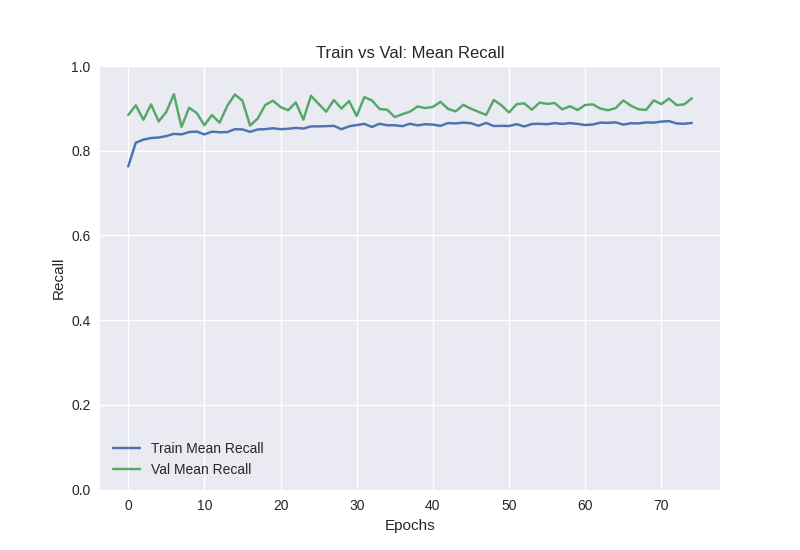 Train vs Val: Mean Recall
1.0
0.8
0.6
0.4
0.2
0.0
Recall
Train Mean Recall
Val Mean Recall
0 10 20 30 40 50 60 70
Epochs